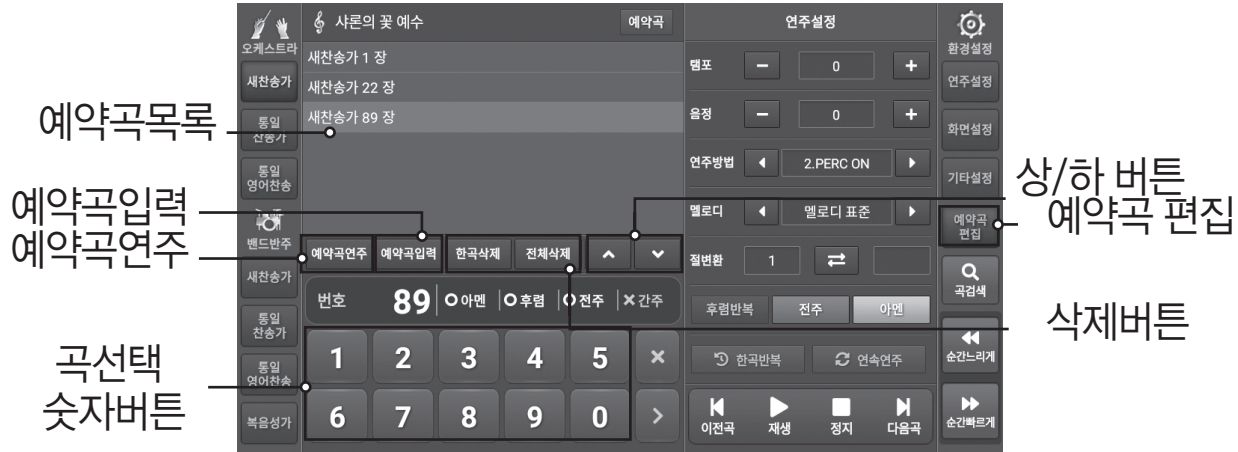 오케스트라
새찬송가
통일
찬송가
통일
영어찬송
밴드반주
새찬송가
통일
찬송가
통일
영어찬송
복음성가
샤론의 꽃 예수
예약곡
새찬송가 1 장
새찬송가 22 장
새찬송가 89 장
예약곡목록
예약곡입력
예약곡연주
예약곡연주 예약곡입력 한곡삭제 전체삭제
번호 89 아멘 후렴 전주 간주
1 2 3 4 5 ×
6 7 8 9 0 >
곡선택
숫자버튼
연주설정
탬포 − 0 +
음정 − 0 +
연주방법 2.PERC ON
멜로디 멜로디 표준
절변환 1
후렴반복 전주 아멘
한곡반복 연속연주
이전곡 재생 정지 다음곡
환경설정
연주설정
화면설정
기타설정
예약곡
편집
곡검색
순간느리게
순간빠르게
상/하 버튼
예약곡 편집
삭제버튼